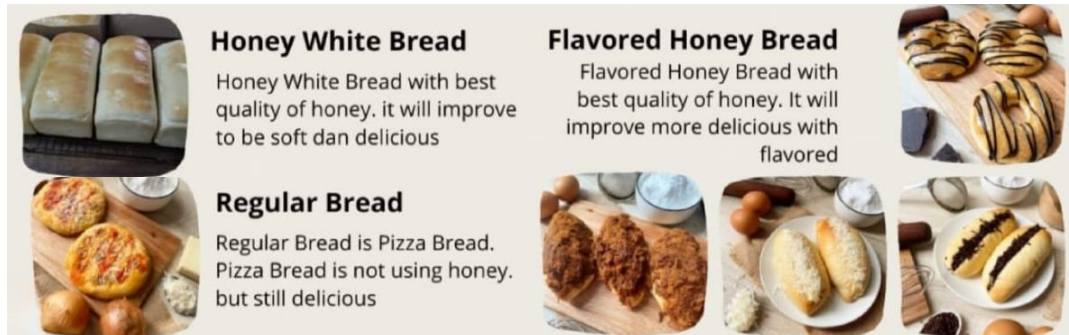 Honey White Bread
Honey White Bread with best
quality of honey. it will improve
to be soft dan delicious
Flavored Honey Bread
Flavored Honey Bread with
best quality of honey. It will
improve more delicious with
flavored
Regular Bread
Regular Bread is Pizza Bread.
Pizza Bread is not using honey.
but still delicious